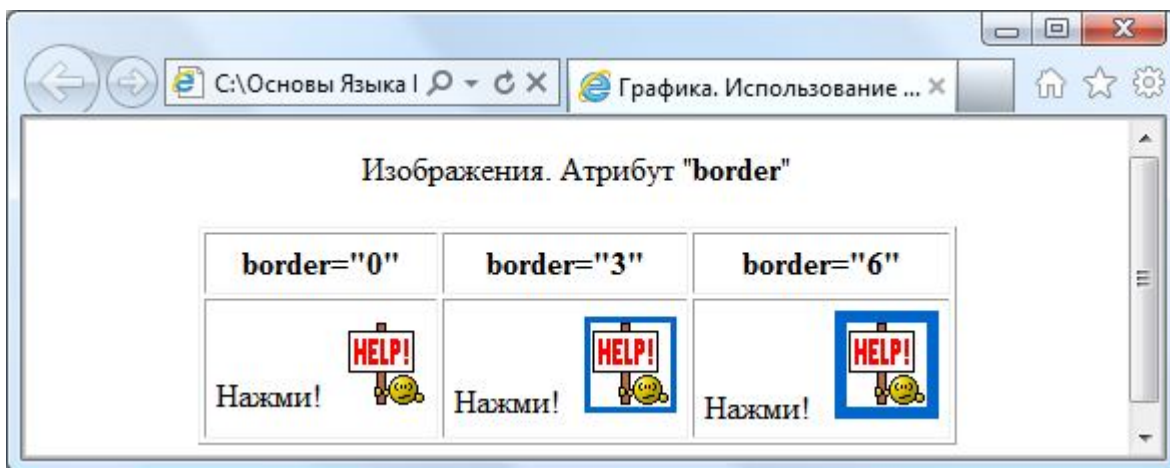 C:\Основы Языка
Графика. Использование ...
Изображения. Атрибут "border"
border="0" border="3" border="6"
HELP! HELP! HELP!
Нажми! Нажми! Нажми!